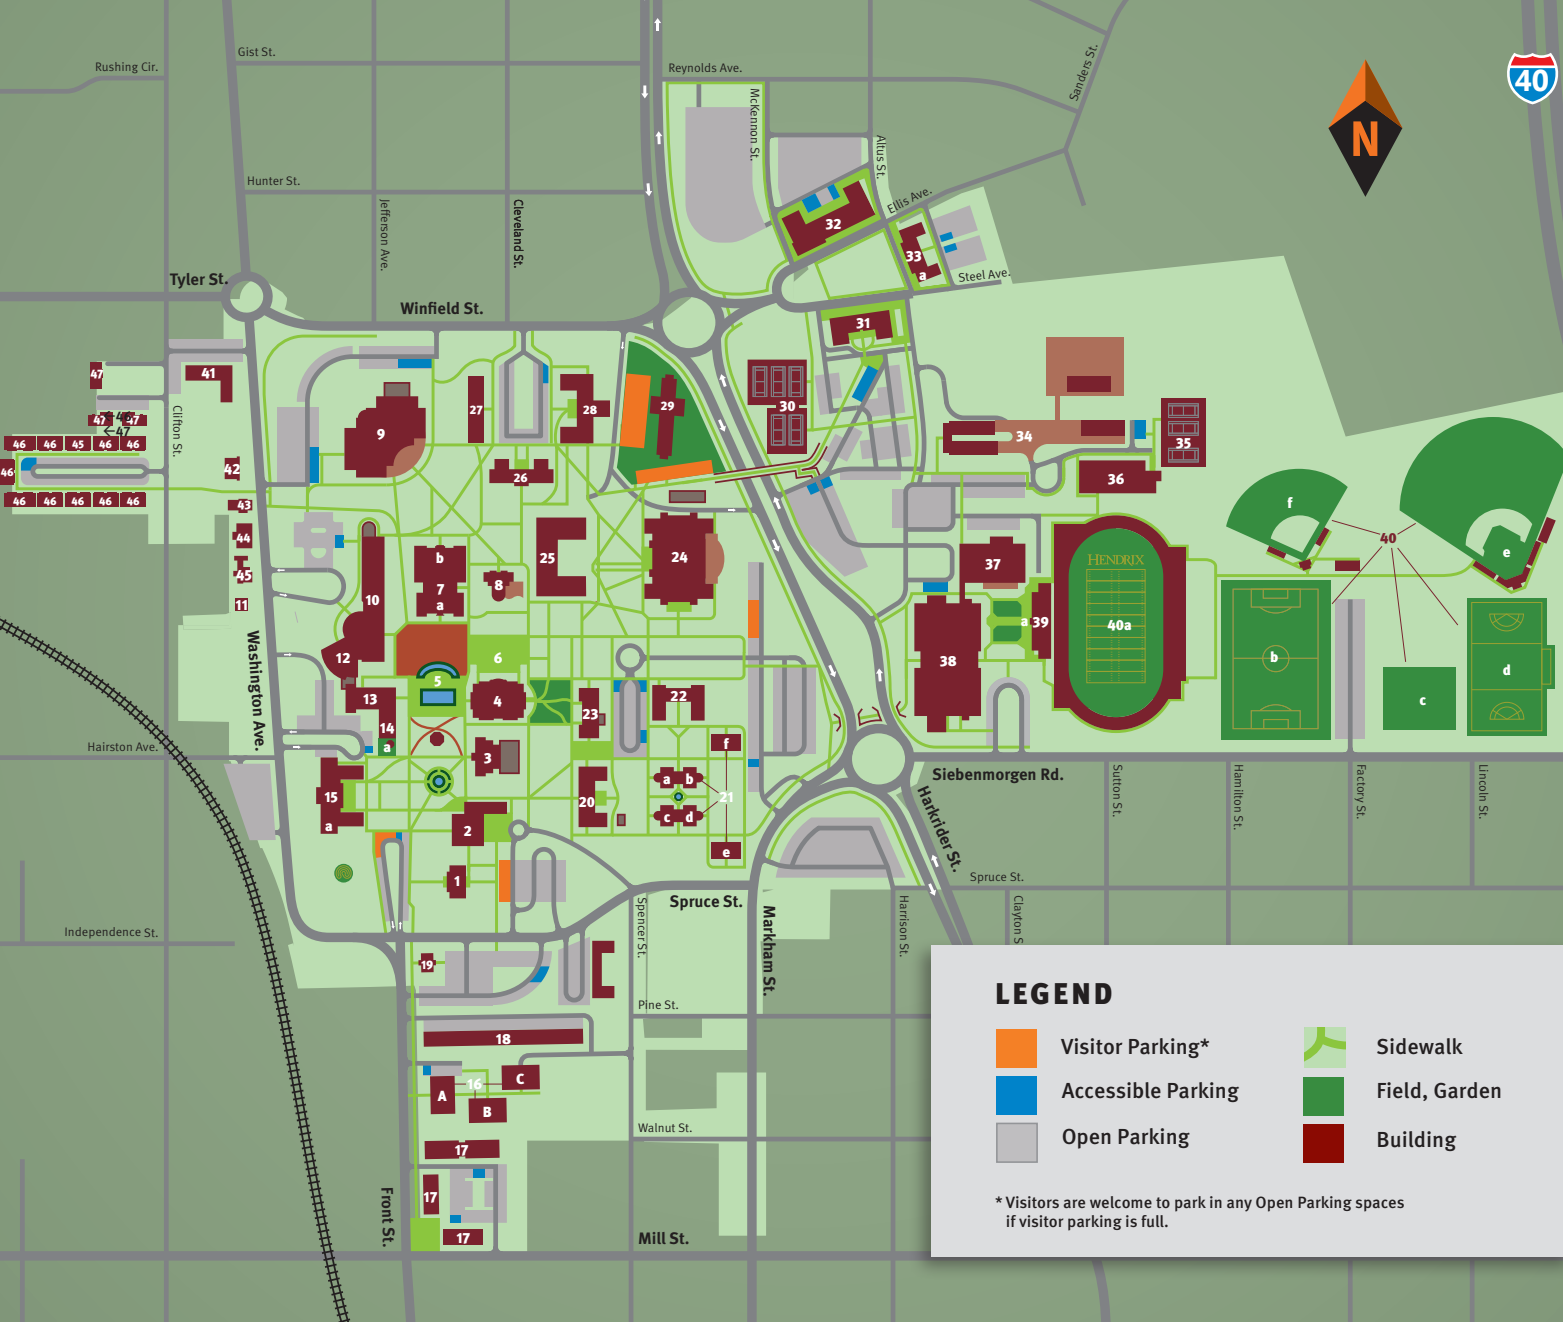 Gist St.
Rushing Cir.
Reynolds Ave.
Sanders St.
40
McKennon St.
Altus St.
N
Hunter St.
Jefferson Ave.
Cleveland St.
Ellis Ave.
32
33
a
Steel Ave.
Tyler St.
Winfield St.
31
47
41
Clifton St.
9
27
28
29
30
34
35
47
46
47
47
46
46
45
46
46
46
42
26
36
46
46
46
46
46
43
44
45
11
f
40
e
b
7
a
8
25
24
37
HENDRIX
10
12
6
5
a
39
40a
38
b
d
c
Washington Ave.
13
14
a
4
3
23
22
f
a
b
21
c
d
e
Hairston Ave.
15
a
2
20
1
Siebenmorgen Rd.
Harkrider St.
Sutton St.
Hamilton St.
Factory St.
Lincoln St.
Spruce St.
Spruce St.
Independence St.
Spencer St.
Markham St.
Harrison St.
Clayton S
19
Pine St.
18
16
A
B
C
Walnut St.
17
17
17
Front St.
Mill St.
LEGEND
Visitor Parking*
Accessible Parking
Open Parking
Sidewalk
Field, Garden
Building
* Visitors are welcome to park in any Open Parking spaces
if visitor parking is full.